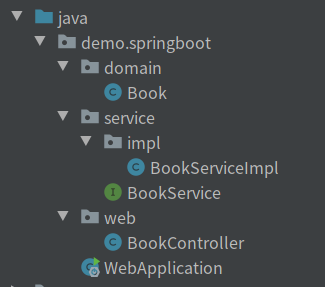 java
demo.springboot
domain
C Book
service
impl
C BookServiceImpl
I BookService
web
C BookController
C WebApplication